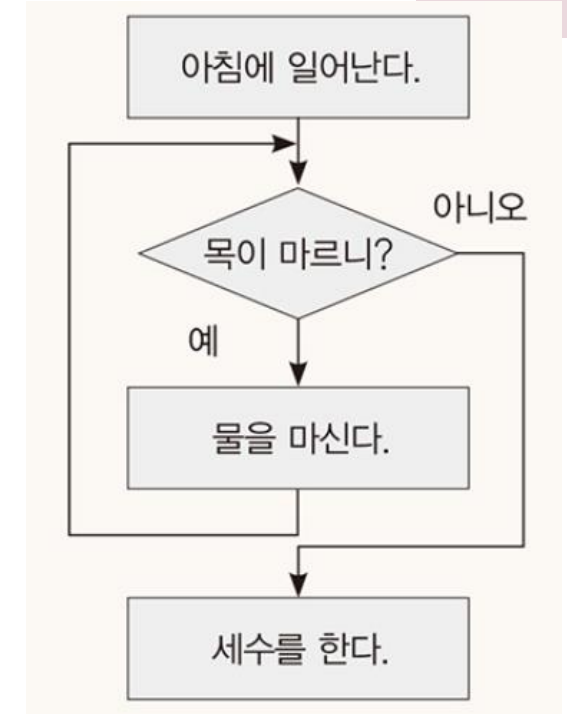 아침에 일어난다.
아니오
목이 마르니?
예
물을 마신다.
세수를 한다.